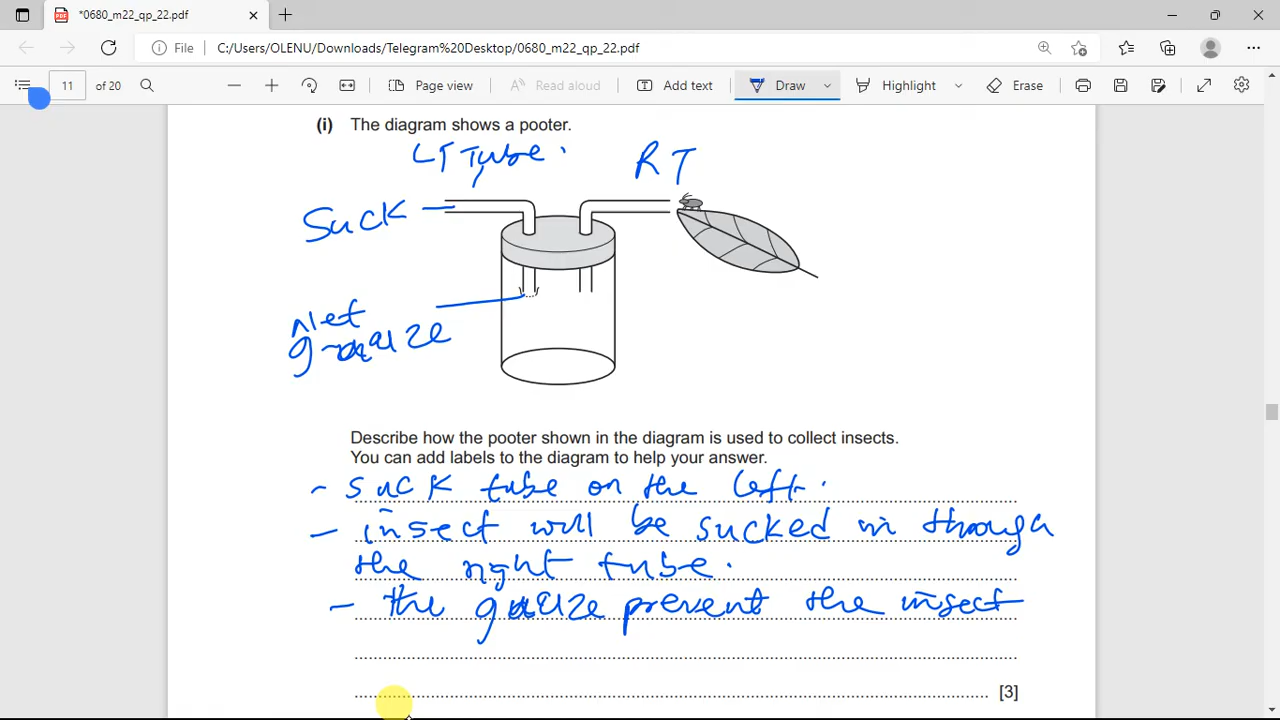 *0680_m22_qp_22.pdf
File C:/Users/OLENU/Downloads/Telegram%20Desktop/0680_m22_qp_22.pdf
11 of 20 Page view Read aloud Add text Draw Highlight Erase
(i) The diagram shows a pooter.
LT Tube. RT
Suck
net
gauze
Describe how the pooter shown in the diagram is used to collect insects.
You can add labels to the diagram to help your answer.
- suck tube on the left.
- insect will be sucked in through
the right tube.
- the gauze prevent the insect
[3]